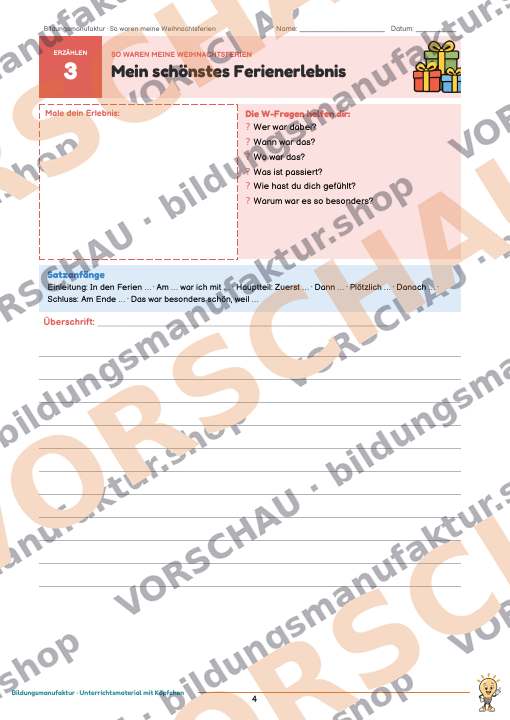 Bildungsmanufaktur · So waren meine Weihnachtsferien
Name:
Datum:
ERZÄHLEN
3
SO WAREN MEINE WEIHNACHTSFERIEN
Mein schönstes Ferienerlebnis
Male dein Erlebnis:
Die W-Fragen helfen dir:
? Wer war dabei?
? Wann war das?
? Wo war das?
? Was ist passiert?
? Wie hast du dich gefühlt?
? Warum war es so besonders?
Satzanfänge
Einleitung: In den Ferien ... · Am ... war ich mit ... · Hauptteil: Zuerst ... · Dann ... · Plötzlich ... · Danach ... ·
Schluss: Am Ende ... · Das war besonders schön, weil ...
Überschrift:
VORSCHAU · bildungsmanufaktur.shop
VORSCHAU
Bildungsmanufaktur · Unterrichtsmaterial mit Köpfchen
4